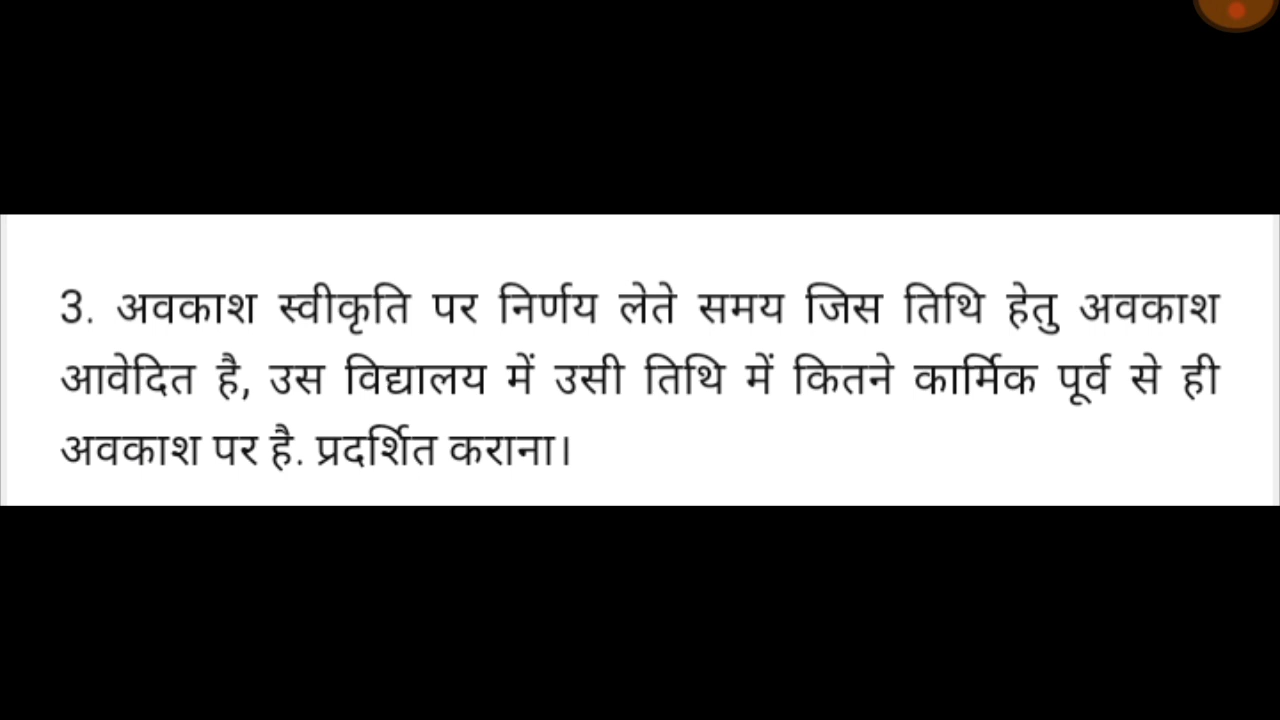 3. अवकाश स्वीकृति पर निर्णय लेते समय जिस तिथि हेतु अवकाश
आवेदित है, उस विद्यालय में उसी तिथि में कितने कार्मिक पूर्व से ही
अवकाश पर है. प्रदर्शित कराना।